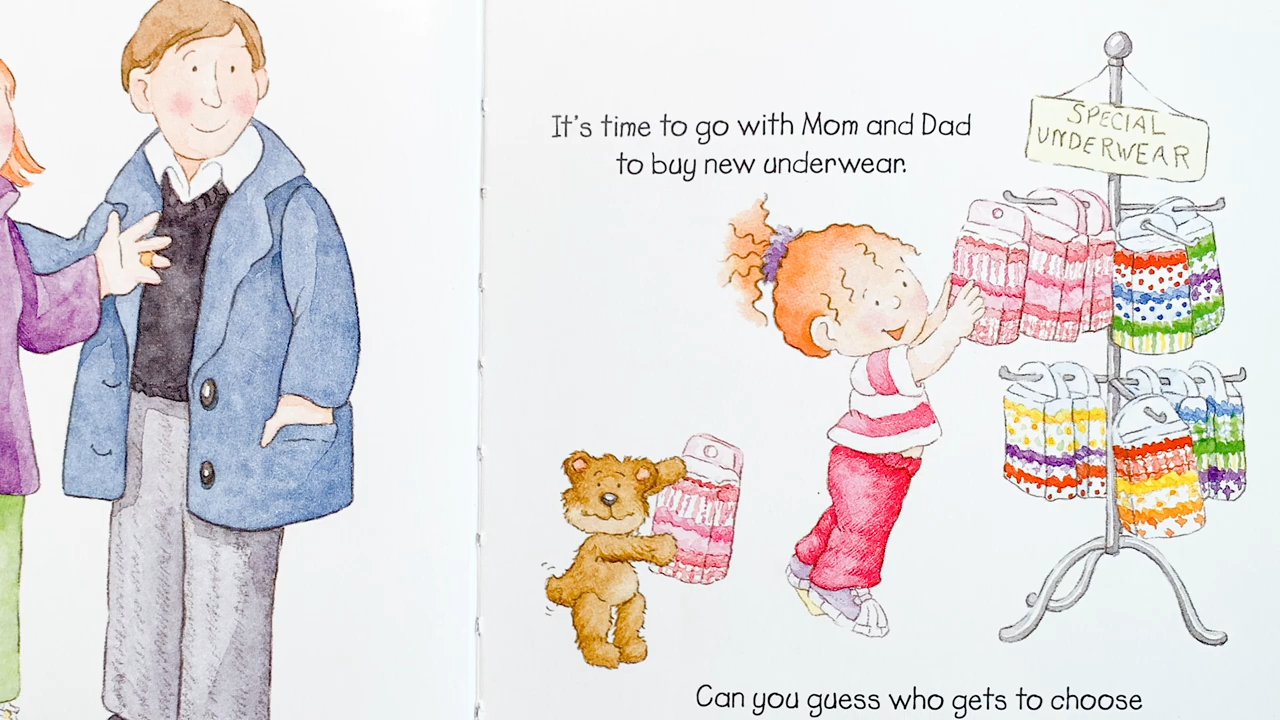 It's time to go with Mom and Dad
to buy new underwear.
SPECIAL
UNDERWEAR
Can you guess who gets to choose